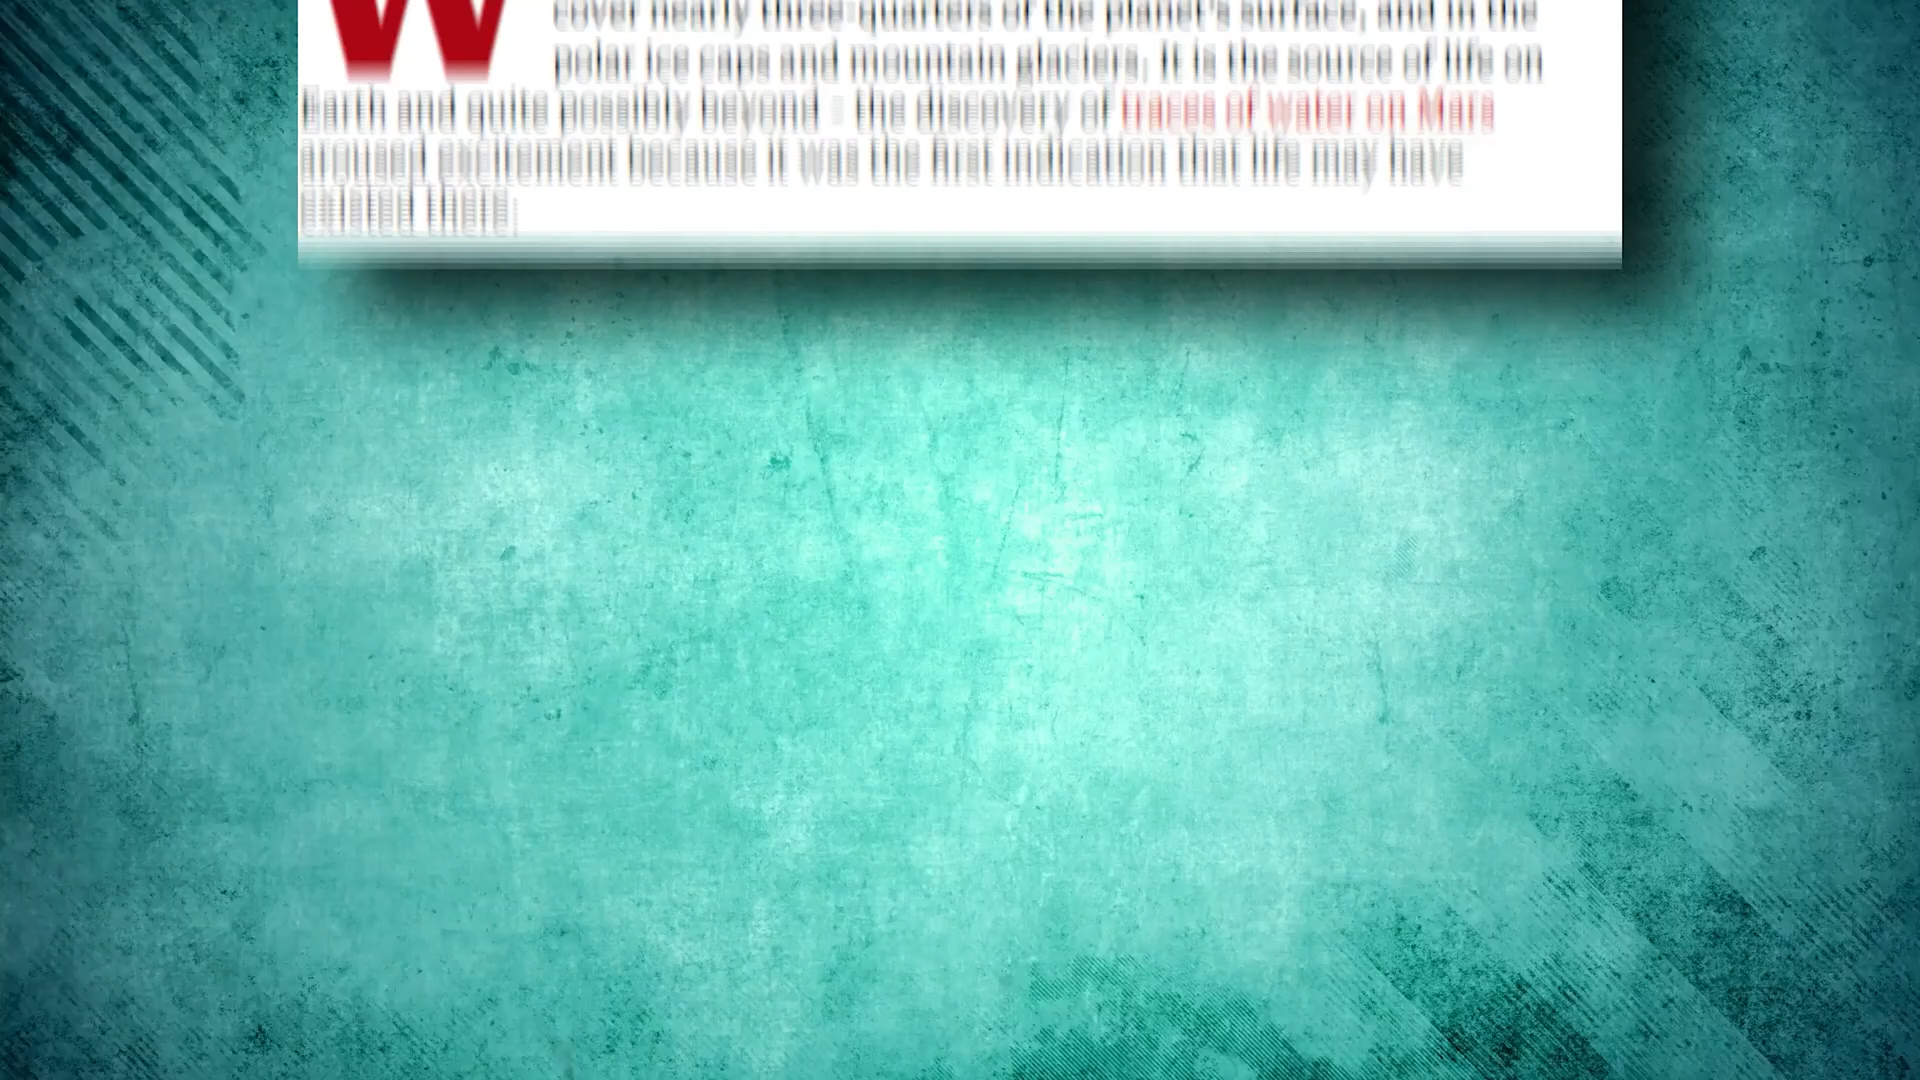 W
cover nearly three-quarters of the planet's surface, and in the
polar ice caps and mountain glaciers. It is the source of life on
Earth and quite possibly beyond - the discovery of traces of water on Mars
aroused excitement because it was the first indication that life may have
existed there.